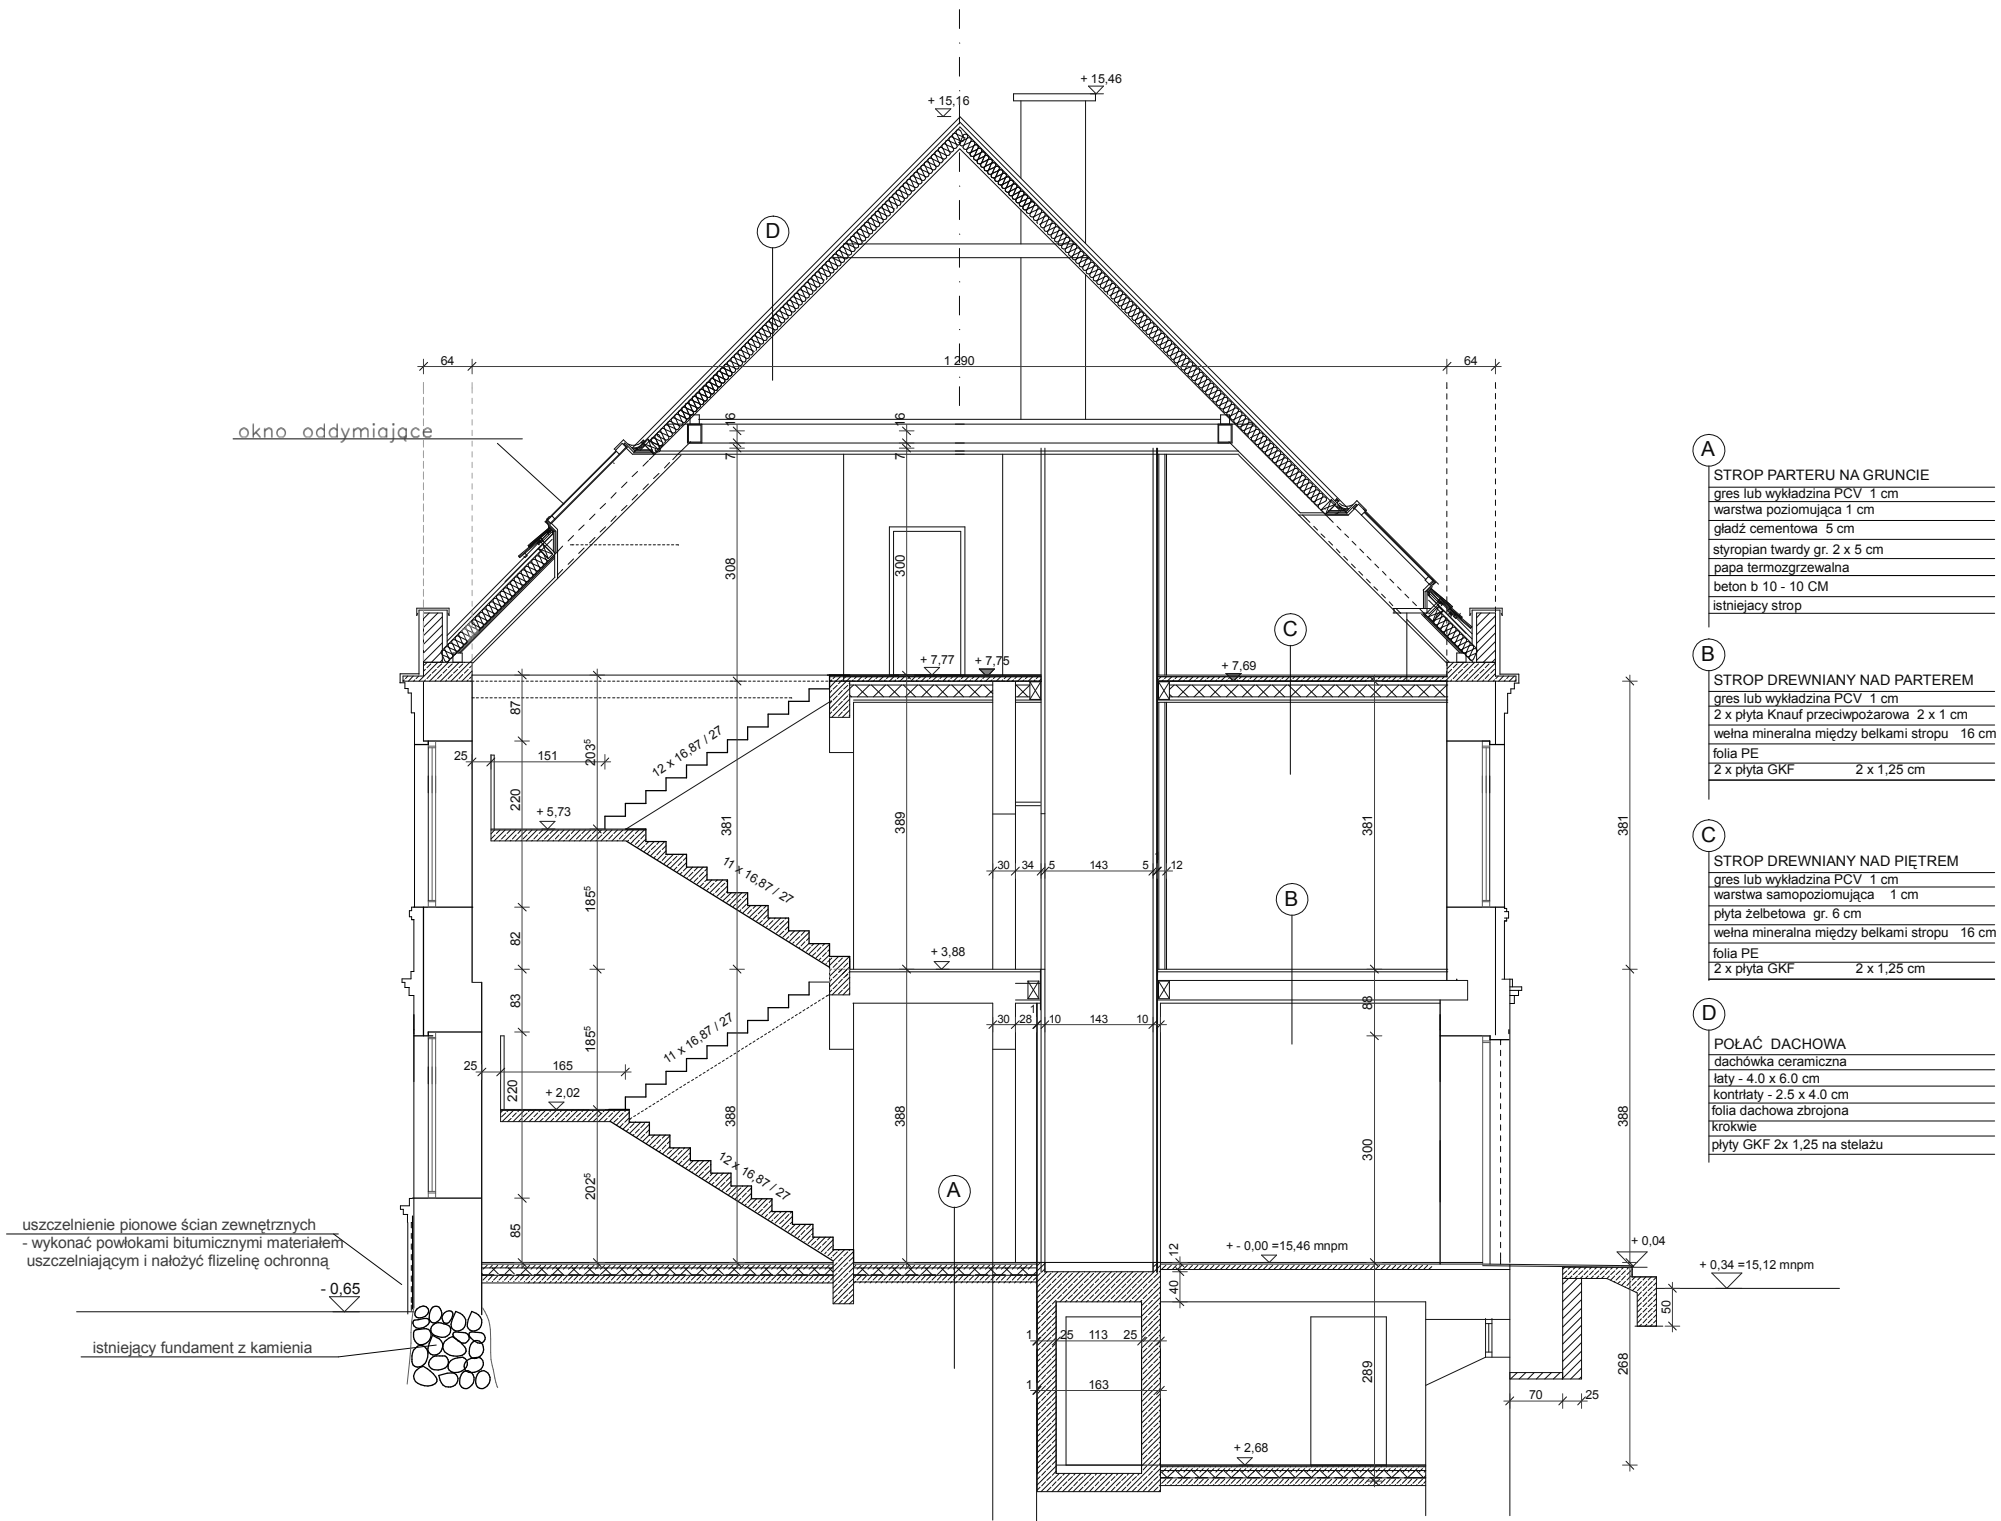 + 15,46
+ 15,16
D
64
1 290
64
okno oddymiające
16
16
7
7
308
300
C
+ 7,77
+ 7,75
+ 7,69
87
25
151
203⁵
12 x 16,87 / 27
220
+ 5,73
381
389
381
381
11 x 16,87 / 27
30
34
5
143
5
12
185⁵
B
82
+ 3,88
83
88
1
30
28
10
143
10
185⁵
11 x 16,87 / 27
25
165
220
+ 2,02
388
388
300
388
12 x 16,87 / 27
202⁵
A
85
uszczelnienie pionowe ścian zewnętrznych
- wykonać powłokami bitumicznymi materiałem
uszczelniającym i nałożyć flizelinę ochronną
- 0,65
istniejący fundament z kamienia
12
+ - 0,00 =15,46 mnpm
+ 0,04
+ 0,34 =15,12 mnpm
40
50
1
25
113
25
289
268
1
163
70
25
+ 2,68
A
STROP PARTERU NA GRUNCIE
gres lub wykładzina PCV 1 cm
warstwa poziomująca 1 cm
gładź cementowa 5 cm
styropian twardy gr. 2 x 5 cm
papa termozgrzewalna
beton b 10 - 10 CM
istniejacy strop
B
STROP DREWNIANY NAD PARTEREM
gres lub wykładzina PCV 1 cm
2 x płyta Knauf przeciwpożarowa 2 x 1 cm
wełna mineralna między belkami stropu 16 cm
folia PE
2 x płyta GKF 2 x 1,25 cm
C
STROP DREWNIANY NAD PIĘTREM
gres lub wykładzina PCV 1 cm
warstwa samopoziomująca 1 cm
płyta żelbetowa gr. 6 cm
wełna mineralna między belkami stropu 16 cm
folia PE
2 x płyta GKF 2 x 1,25 cm
D
POŁAĆ DACHOWA
dachówka ceramiczna
łaty - 4.0 x 6.0 cm
kontrłaty - 2.5 x 4.0 cm
folia dachowa zbrojona
krokwie
płyty GKF 2x 1,25 na stelażu